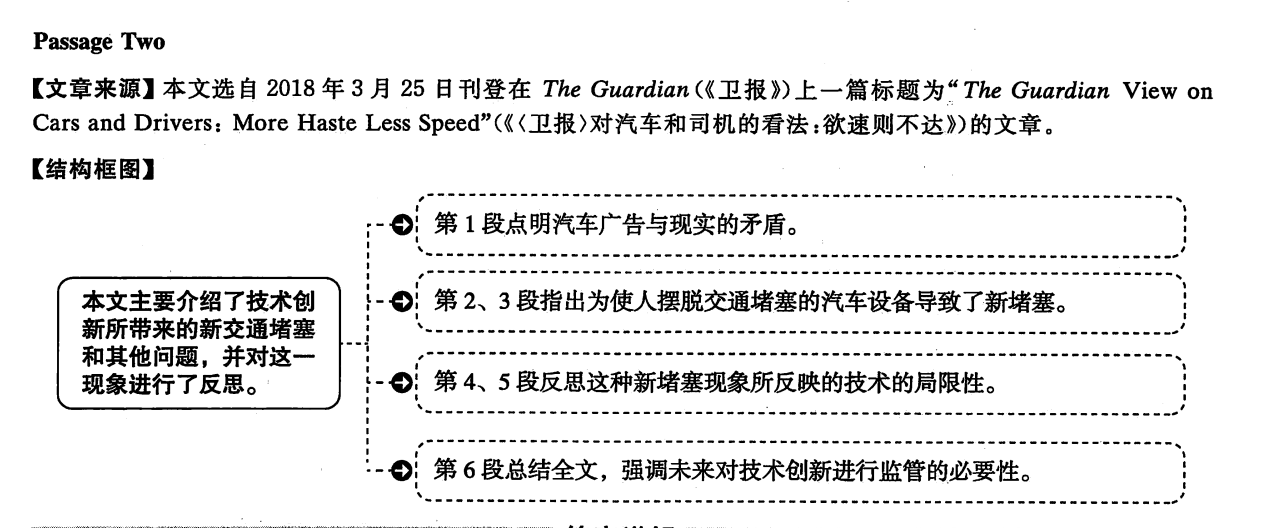 Passage Two
【文章来源】本文选自 2018 年 3 月 25 日刊登在 The Guardian(《卫报》)上一篇标题为“The Guardian View on
Cars and Drivers: More Haste Less Speed”(《〈卫报〉对汽车和司机的看法:欲速则不达》)的文章。
【结构框图】
本文主要介绍了技术创
新所带来的新交通堵塞
和其他问题,并对这一
现象进行了反思。
第 1 段点明汽车广告与现实的矛盾。
第 2、3 段指出为使人摆脱交通堵塞的汽车设备导致了新堵塞。
第 4、5 段反思这种新堵塞现象所反映的技术的局限性。
第 6 段总结全文,强调未来对技术创新进行监管的必要性。